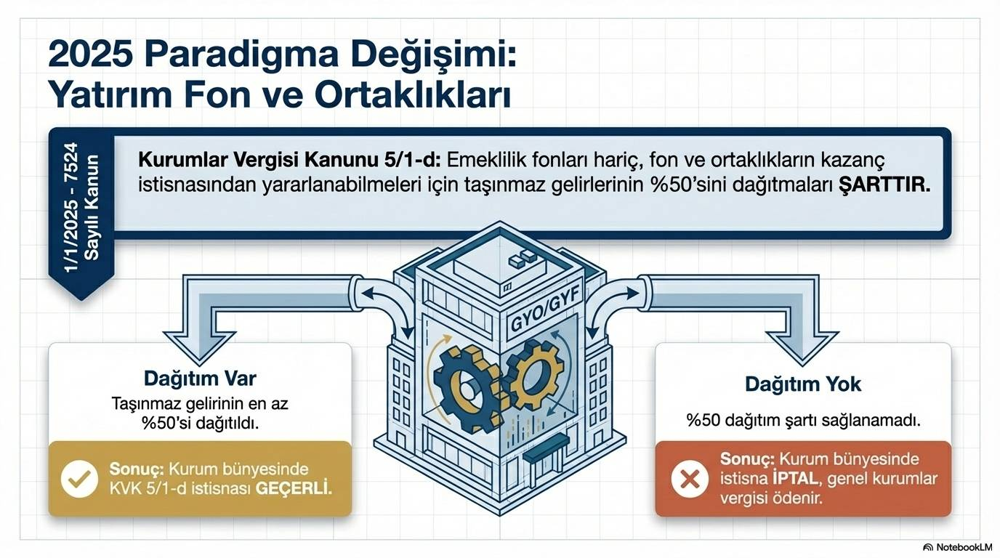 2025 Paradigma Değişimi:
Yatırım Fon ve Ortaklıkları
1/1/2025 - 7524
Sayılı Kanun
Kurumlar Vergisi Kanunu 5/1-d: Emeklilik fonları hariç, fon ve ortaklıkların kazanç
istisnasından yararlanabilmeleri için taşınmaz gelirlerinin %50'sini dağıtmaları ŞARTTIR.
GYO/GYF
Dağıtım Var
Taşınmaz gelirinin en az
%50'si dağıtıldı.
Sonuç: Kurum bünyesinde
KVK 5/1-d istisnası GEÇERLİ.
Dağıtım Yok
%50 dağıtım şartı sağlanamadı.
Sonuç: Kurum bünyesinde
istisna İPTAL, genel kurumlar
vergisi ödenir.
NotebookLM